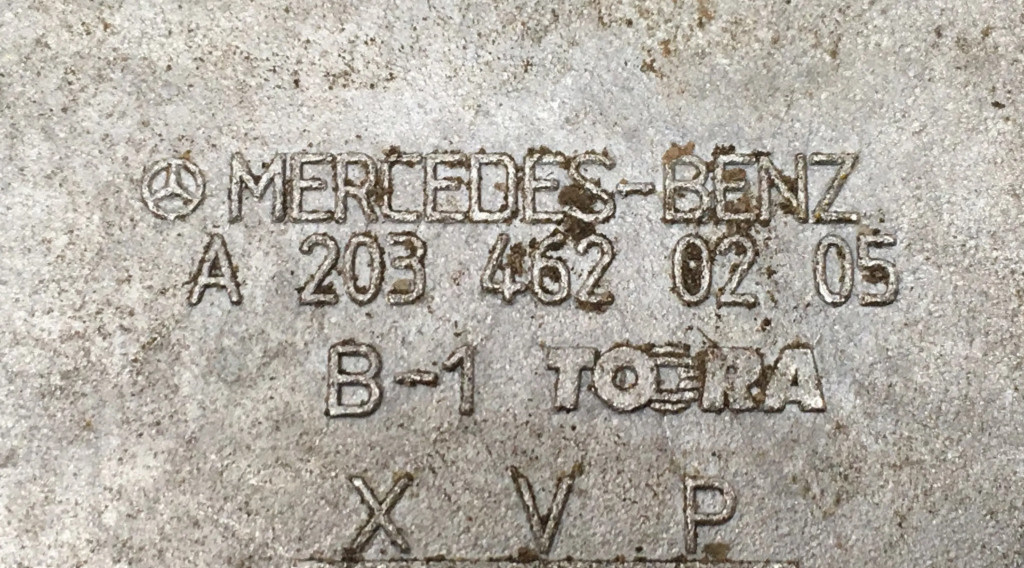 MERCEDES-BENZ
A 203 462 02 05
B-1
X V P